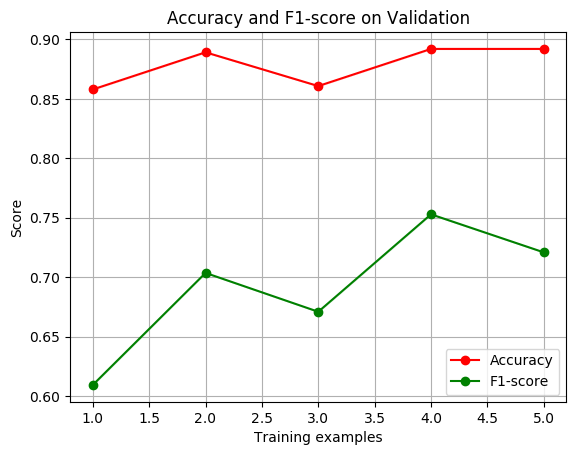 Accuracy and F1-score on Validation
0.90
0.85
0.80
0.75
0.70
0.65
0.60
Score
Accuracy
F1-score
1.0 1.5 2.0 2.5 3.0 3.5 4.0 4.5 5.0
Training examples